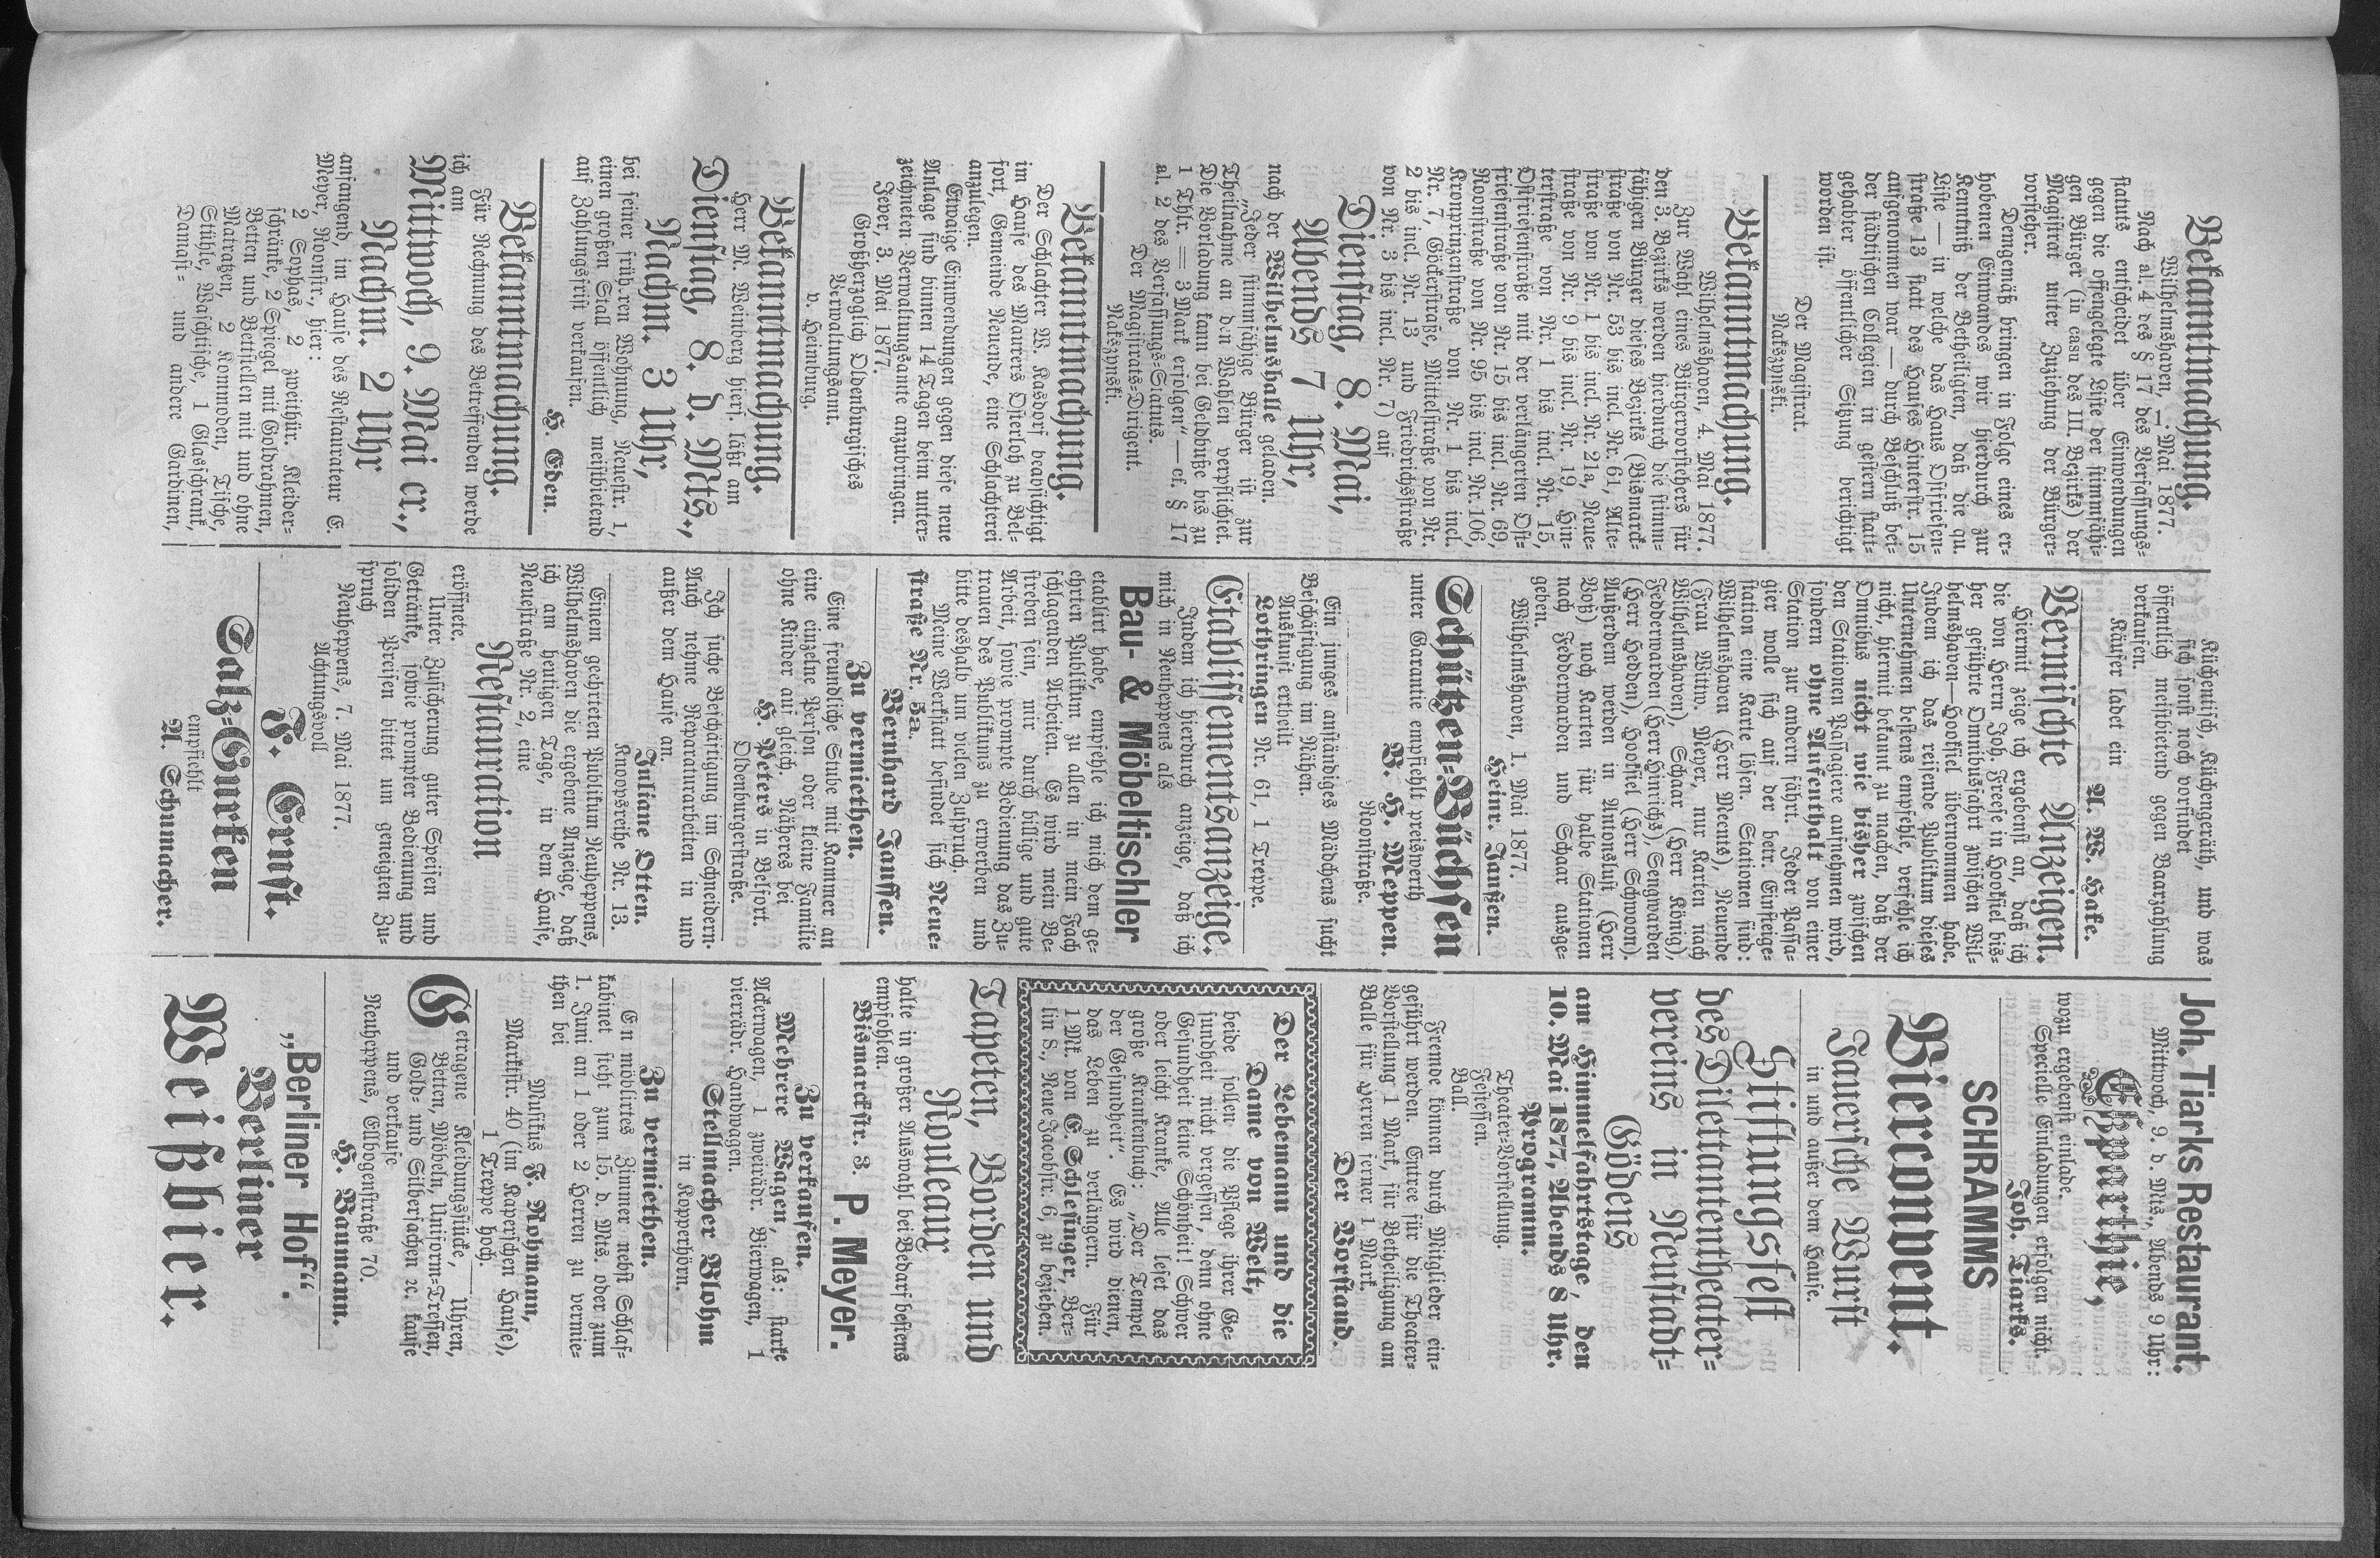 Bekanntmachung.
Wilhelmshaven, Mai 1877.
Nach al. 4 des § 17 des Verfassungs-
statuts entscheidet über Einwendungen
gegen die offengelegte Liste der stimmfähi-
gen Bürger (in casu des III. Bezirks) der
Magistrat unter Zuziehung der Bürger-
vorsteher.
Demgemäß bringen in Folge eines er-
hobenen Einwandes wir hierdurch zur
Kenntniß der Betheiligten, daß die qu.
Liste — in welche das Haus Ostfriesen-
straße 13 statt des Hauses Hinterstr. 15
aufgenommen war — durch Beschluß bei-
der städtischen Collegien in gestern statt-
gehabter öffentlicher Sitzung berichtigt
worden ist.
Der Magistrat.
Nakszynski.
Bekanntmachung.
Wilhelmshaven, 4. Mai 1877.
Zur Wahl eines Bürgervorstehers für
den 3. Bezirk werden hierdurch die stimm-
fähigen Bürger dieses Bezirks (Bismarck-
straße von Nr. 53 bis incl. Nr. 61, Alte-
straße von Nr. 1 bis incl. Nr. 21a, Neue-
straße von Nr. 9 bis incl. Nr. 19, Hin-
terstraße von Nr. 1 bis incl. Nr. 15,
Ostfriesenstraße mit der verlängerten Ost-
friesenstraße von Nr. 15 bis incl. Nr. 69,
Roonstraße von Nr. 95 bis incl. Nr. 106,
Kronprinzenstraße von Nr. 1 bis incl.
Nr. 7, Göckerstraße, Mittelstraße von Nr.
2 bis incl. Nr. 13 und Friedrichsstraße
von Nr. 3 bis incl. Nr. 7) auf
Dienstag, 8. Mai,
Abends 7 Uhr,
nach der Wilhelmshalle geladen.
„Jeder stimmfähige Bürger ist zur
Theilnahme an den Wahlen verpflichtet.
Die Vorladung kann bei Geldbuße bis zu
1 Thlr. = 3 Mark erfolgen“ — cf. § 17
al. 2 des Verfassungs-Statuts.
Der Magistrats-Dirigent.
Nakszynski.
Bekanntmachung.
Der Schlachter W. Kasdorf beabsichtigt
im Hause des Maurers Osterloh zu Bel-
fort, Gemeinde Neuende, eine Schlachterei
anzulegen.
Etwaige Einwendungen gegen diese neue
Anlage sind binnen 14 Tagen beim unter-
zeichneten Verwaltungsamte anzubringen.
Jever, 3. Mai 1877.
Großherzoglich Oldenburgisches
Verwaltungsamt.
v. Heimburg.
Bekanntmachung.
Herr M. Weinberg hiers. läßt am
Dienstag, 8. d. Mts.,
Nachm. 3 Uhr,
bei seiner früheren Wohnung, Neuestr. 1,
einen großen Stall öffentlich meistbietend
auf Zahlungsfrist verkaufen.
H. Eden.
Bekanntmachung.
Für Rechnung des Betreffenden werde
ich am
Mittwoch, 9. Mai cr.,
Nachm. 2 Uhr
anfangend, im Hause des Restaurateur E.
Meyer, Roonstr., hier:
2 Sophas, 2 zweithür. Kleider-
schränke, 2 Spiegel mit Goldrahmen,
Betten und Bettstellen mit und ohne
Matratzen, 2 Kommoden, Tische,
Stühle, Waschtische, 1 Glasschrank,
Damast- und andere Gardinen,
Küchentisch, Küchengeräth, und was
sich sonst noch vorfindet
öffentlich meistbietend gegen Baarzahlung
verkaufen.
Käufer ladet ein
A. W. Hake.
Vermischte Anzeigen.
Hiermit zeige ich ergebenst an, daß ich
die von Herrn Joh. Freese in Hooksiel bis-
her geführte Omnibusfahrt zwischen Wil-
helmshaven—Hooksiel übernommen habe.
Indem ich das reisende Publikum dieses
Unternehmen bestens empfehle, verfehle ich
nicht, hiermit bekannt zu machen, daß der
Omnibus nicht wie bisher zwischen
den Stationen Passagiere aufnehmen wird,
sondern ohne Aufenthalt von einer
Station zur andern fährt. Jeder Passa-
gier wolle sich auf der betr. Einsteige-
station eine Karte lösen. Stationen sind:
Wilhelmshaven (Herr Meents), Neuende
(Frau Wittw. Meyer, nur Karten nach
Wilhelmshaven), Schaar (Herr König),
Fedderwarden (Herr Hinrichs), Sengwarden
(Herr Hedden), Hooksiel (Herr Schwoon).
Außerdem werden in Antonslust (Herr
Voß) noch Karten für halbe Stationen
nach Fedderwarden und Schaar ausge-
geben.
Wilhelmshaven, 1. Mai 1877.
Heinr. Janßen.
Schützen-Büchsen
unter Garantie empfiehlt preiswerth
B. H. Meppen.
Roonstraße.
Ein junges anständiges Mädchens sucht
Beschäftigung im Nähen.
Auskunft ertheilt
Lothringen Nr. 61, 1 Treppe.
Etablissementsanzeige.
Indem ich hierdurch anzeige, daß ich
mich in Neuheppens als
Bau- & Möbeltischler
etablirt habe, empfehle ich mich dem ge-
ehrten Publikum zu allen in mein Fach
schlagenden Arbeiten. Es wird mein Be-
streben sein, mir durch billige und gute
Arbeit, sowie prompte Bedienung das Zu-
trauen des Publikums zu erwerben und
bitte deshalb um vielen Zuspruch.
Meine Werkstatt befindet sich Neue-
straße Nr. 5a.
Bernhard Janssen.
Zu vermiethen.
Eine freundliche Stube mit Kammer an
eine einzelne Person oder kleine Familie
ohne Kinder auf gleich. Näheres bei
H. Peters in Belfort.
Oldenburgerstraße.
Ich suche Beschäftigung im Schneidern.
Auch nehme Reparaturarbeiten in und
außer dem Hause an.
Juliane Otten.
Knoopsreihe Nr. 13.
Einem geehrteten Publikum Neuheppens,
Wilhelmshaven die ergebene Anzeige, daß
ich am heutigen Tage, in dem Hause,
Neuestraße Nr. 2, eine
Restauration
eröffnete.
Unter Zusicherung guter Speisen und
Getränke, sowie prompter Bedienung und
soliden Preisen bittet um geneigten Zu-
spruch
Achtungsvoll
Neuheppens, 7. Mai 1877.
F. Ernst.
Salz-Gurken
empfiehlt
A. Schumacher.
Joh. Tiarks Restaurant.
Mittwoch, 9. d. Mts., Abends 9 Uhr:
Thparthie,
wozu ergebenst einlade.
Specielle Einladungen erfolgen nicht.
Joh. Tiarks.
SCHRAMMS
Bierconvent.
Jauersche Wurst
in und außer dem Hause.
Stiftungsfest
des Dilettantentheater-
vereins in Neustadt-
Gödens
am Himmelfahrtstage, den
10. Mai 1877, Abends 8 Uhr.
Programm.
Theater-Vorstellung.
Festessen.
Ball.
Fremde können durch Mitglieder ein-
geführt werden. Entree für die Theater-
Vorstellung 1 Mark, für Betheiligung am
Balle für Herren ferner 1 Mark.
Der Vorstand.
Der Lebemann und die
Dame von Welt,
beide sollen die Pflege ihrer Ge-
sundheit nicht vergessen, denn ohne
Gesundheit keine Schönheit! Schwer
oder leicht Kranke, Alle leset das
große Krankenbuch: „Der Tempel
der Gesundheit“. Es wird dienen,
das Leben zu verlängern. Für
1 Mk. von E. Schlesinger, Ber-
lin S., Neue Jacobstr. 6, zu beziehen.
Tapeten, Borden und
Rouleaux
halte in großer Auswahl bei Bedarf bestens
empfohlen.
Bismarckstr. 3. P. Meyer.
Zu verkaufen.
Mehrere Wagen, als: starke
Ackerwagen, 1 zweirädr. Bierwagen, 1
vierrädr. Handwagen.
Stellmacher Blohm
in Kopperhörn.
Zu vermiethen.
Ein möblirtes Zimmer nebst Schlaf-
kabinet steht zum 15. d. Mts. oder zum
1. Juni an 1 oder 2 Herren zu vermie-
then bei
Musikus F. Rohmann,
Marktstr. 40 (im Kaperschen Hause),
1 Treppe hoch.
Getragene Kleidungsstücke, Uhren,
Betten, Möbeln, Uniform-Tressen,
Gold- und Silbersachen ꝛc. kaufe
und verkaufe
Neuheppens, Ellbogenstraße 70.
H. Baumann.
„Berliner Hof“.
Berliner
Weißbier.